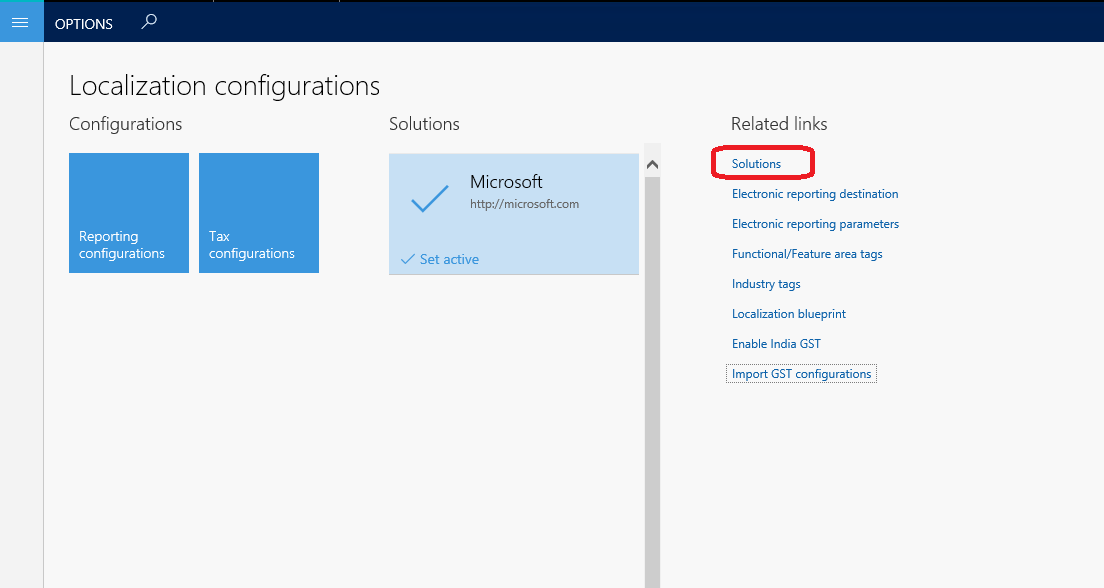 OPTIONS
Localization configurations
Configurations
Reporting
configurations
Tax
configurations
Solutions
Microsoft
http://microsoft.com
Set active
Related links
Solutions
Electronic reporting destination
Electronic reporting parameters
Functional/Feature area tags
Industry tags
Localization blueprint
Enable India GST
Import GST configurations